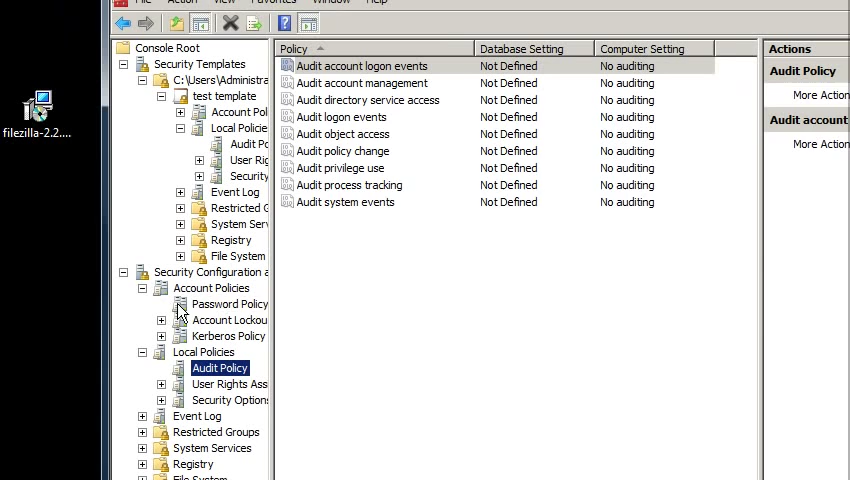 File Action View Favorites Window Help
filezilla-2.2....
Console Root
Security Templates
C:\Users\Administra
test template
Account Pol
Local Policie
Audit Po
User Rig
Security
Event Log
Restricted G
System Serv
Registry
File System
Security Configuration a
Account Policies
Password Policy
Account Lockou
Kerberos Policy
Local Policies
Audit Policy
User Rights Ass
Security Options
Event Log
Restricted Groups
System Services
Registry
File System
Policy Database Setting Computer Setting
Audit account logon events Not Defined No auditing
Audit account management Not Defined No auditing
Audit directory service access Not Defined No auditing
Audit logon events Not Defined No auditing
Audit object access Not Defined No auditing
Audit policy change Not Defined No auditing
Audit privilege use Not Defined No auditing
Audit process tracking Not Defined No auditing
Audit system events Not Defined No auditing
Actions
Audit Policy
More Action
Audit account
More Action